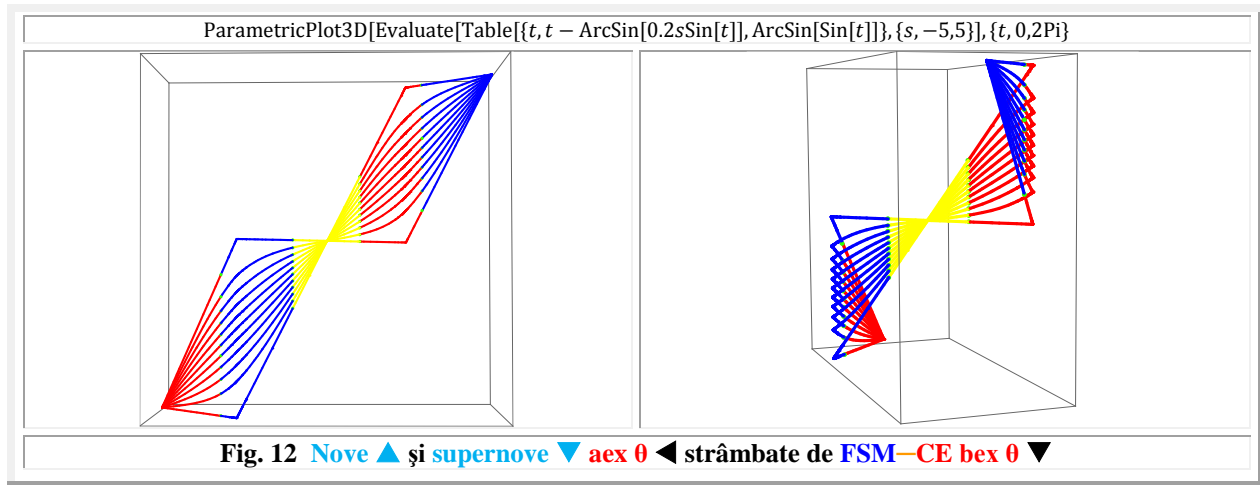 ParametricPlot3D[Evaluate[Table[{t, t − ArcSin[0.2sSin[t]], ArcSin[Sin[t]]}, {s, −5,5}], {t, 0,2Pi}
Fig. 12 Nove ▲ şi supernove ▼ aex θ ◀ strâmbate de FSM—CE bex θ ▼